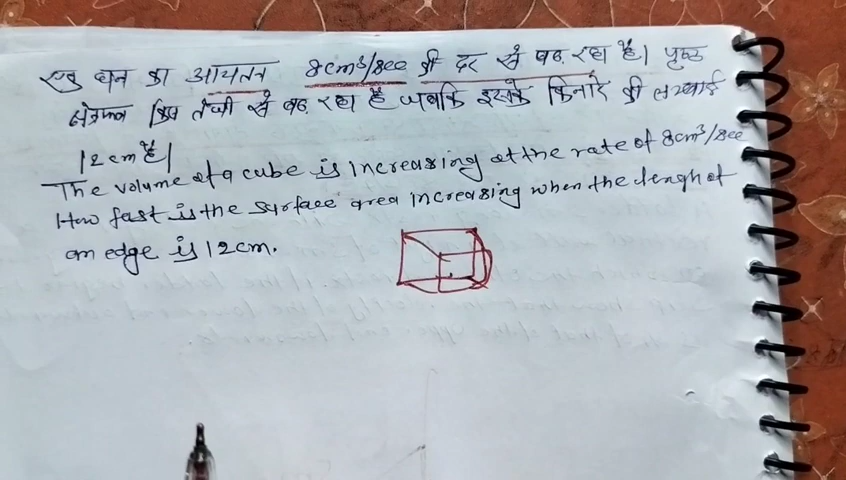 एक घन का आयतन 8cm³/sec की दर से बढ़ रहा है। पृष्ठ
क्षेत्रफल किस तेजी से बढ़ रहा है जबकि इसके किनारे की लम्बाई
12cm है।
The volume of a cube is increasing at the rate of 8cm³/sec
How fast is the surface area increasing when the lengh of
an edge is 12cm.